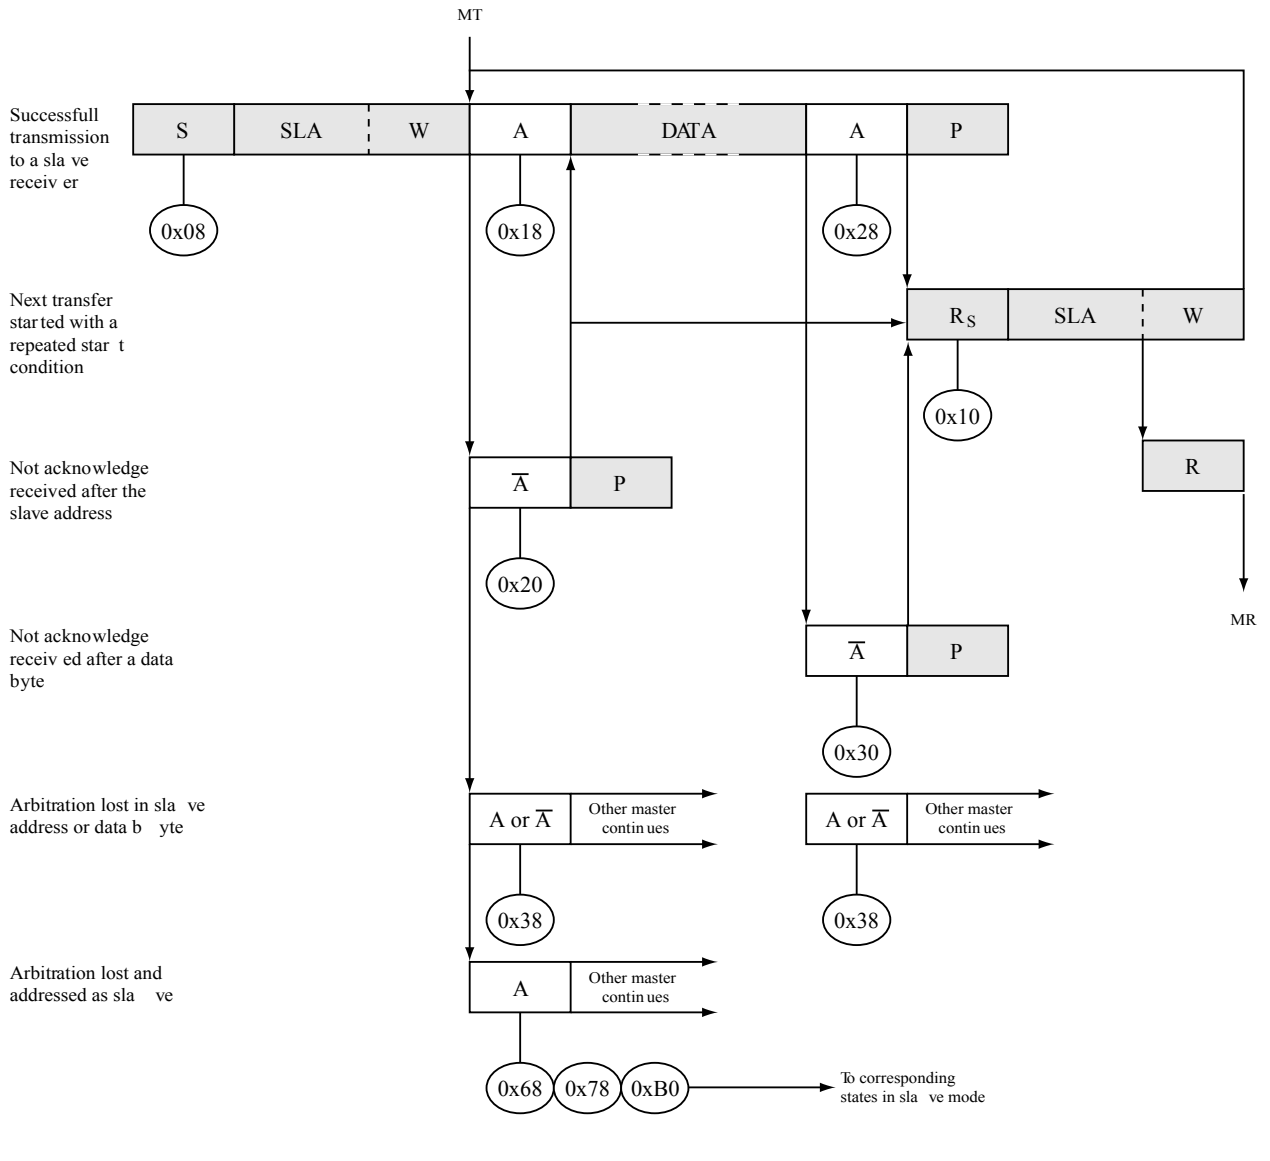 MT
Successfull
transmission
to a sla ve
receiv er
S SLA W A DATA A P
0x08 0x18 0x28
Next transfer
star ted with a
repeated star t
condition
RS SLA W
0x10
Not acknowledge
received after the
slave address
A̅ P
R
0x20
MR
Not acknowledge
receiv ed after a data
byte
A̅ P
0x30
Arbitration lost in sla ve
address or data b yte
A or A̅
Other master
contin ues
A or A̅
Other master
contin ues
0x38 0x38
Arbitration lost and
addressed as sla ve
A
Other master
contin ues
0x68 0x78 0xB0
To corresponding
states in sla ve mode